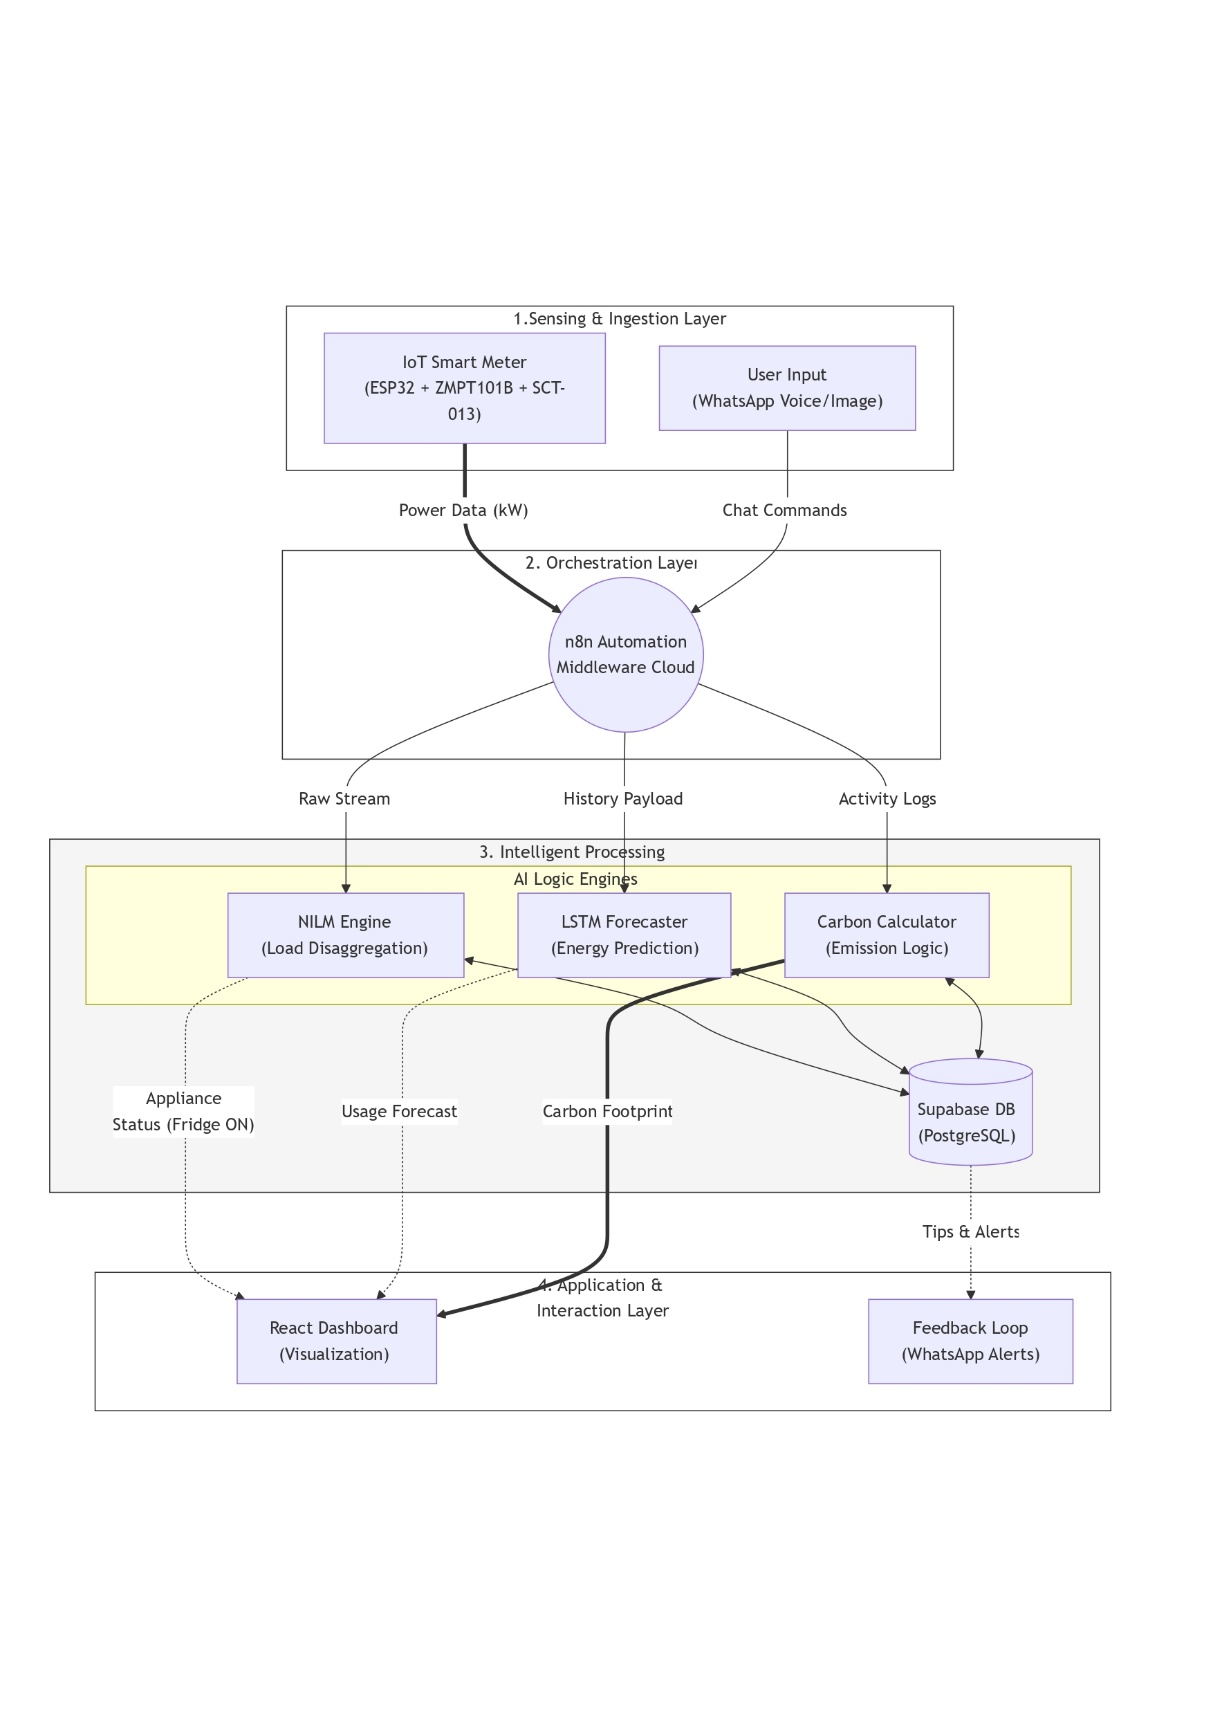 1.Sensing & Ingestion Layer
IoT Smart Meter
(ESP32 + ZMPT101B + SCT-
013)
User Input
(WhatsApp Voice/Image)
Power Data (kW)
Chat Commands
2. Orchestration Layer
n8n Automation
Middleware Cloud
Raw Stream
History Payload
Activity Logs
3. Intelligent Processing
AI Logic Engines
NILM Engine
(Load Disaggregation)
LSTM Forecaster
(Energy Prediction)
Carbon Calculator
(Emission Logic)
Appliance
Status (Fridge ON)
Usage Forecast
Carbon Footprint
Supabase DB
(PostgreSQL)
Tips & Alerts
4. Application &
Interaction Layer
React Dashboard
(Visualization)
Feedback Loop
(WhatsApp Alerts)